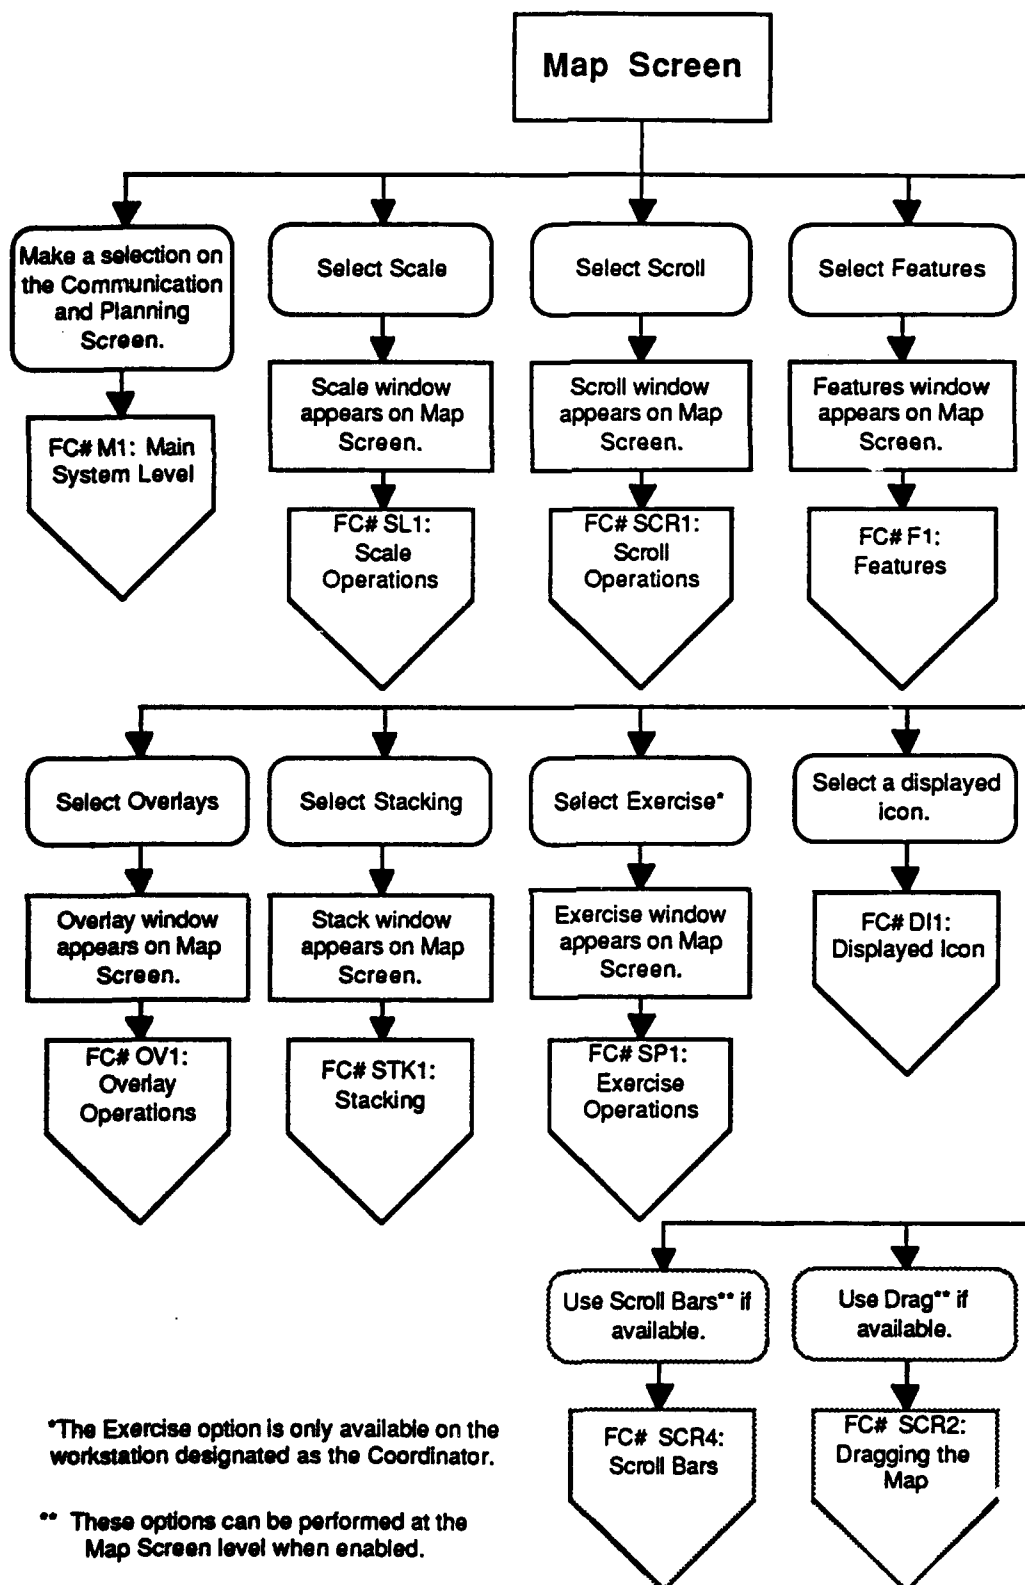 Map Screen
Make a selection on
the Communication
and Planning
Screen.
Select Scale
Select Scroll
Select Features
Scale window
appears on Map
Screen.
Scroll window
appears on Map
Screen.
Features window
appears on Map
Screen.
FC# M1: Main
System Level
FC# SL1:
Scale
Operations
FC# SCR1:
Scroll
Operations
FC# F1:
Features
Select Overlays
Select Stacking
Select Exercise*
Select a displayed
icon.
Overlay window
appears on Map
Screen.
Stack window
appears on Map
Screen.
Exercise window
appears on Map
Screen.
FC# DI1:
Displayed Icon
FC# OV1:
Overlay
Operations
FC# STK1:
Stacking
FC# SP1:
Exercise
Operations
Use Scroll Bars** if
available.
Use Drag** if
available.
FC# SCR4:
Scroll Bars
FC# SCR2:
Dragging the
Map
*The Exercise option is only available on the
workstation designated as the Coordinator.
** These options can be performed at the
Map Screen level when enabled.